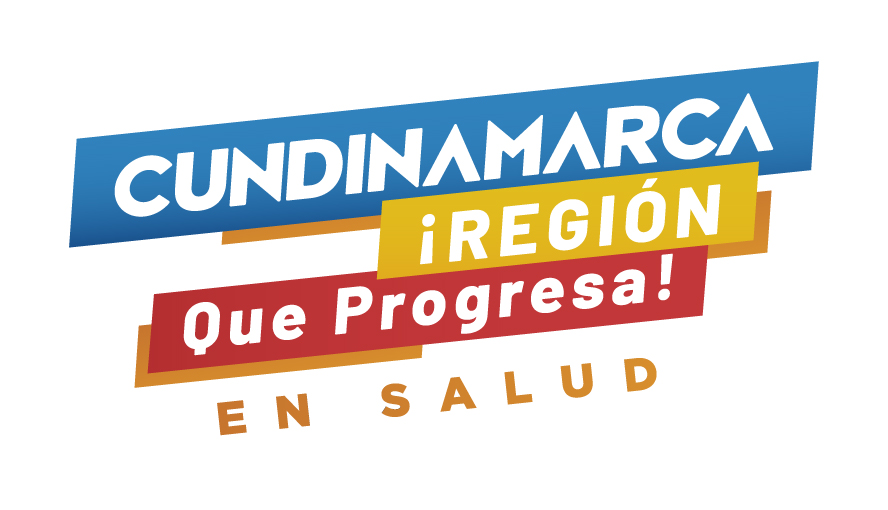 CUNDINAMARCA
¡REGIÓN
Que Progresa!
EN SALUD